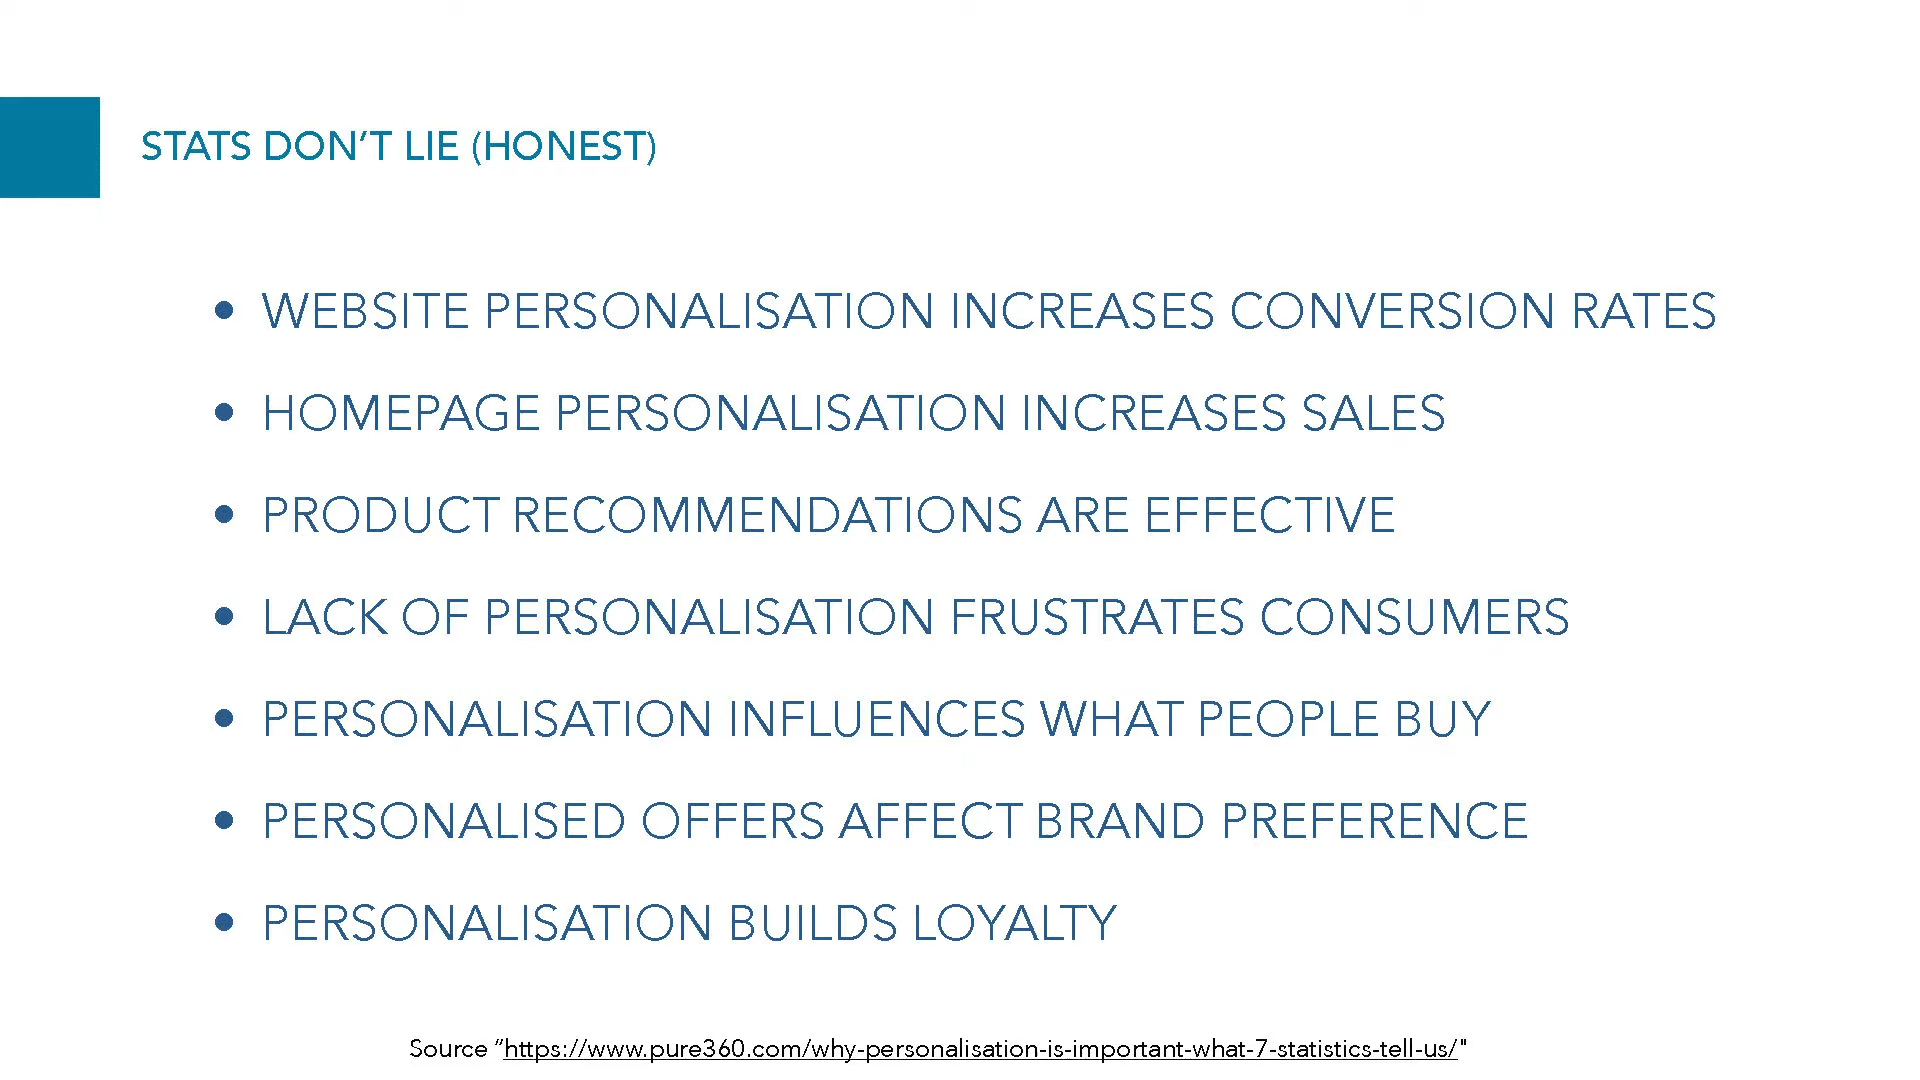 STATS DON’T LIE (HONEST)
• WEBSITE PERSONALISATION INCREASES CONVERSION RATES
• HOMEPAGE PERSONALISATION INCREASES SALES
• PRODUCT RECOMMENDATIONS ARE EFFECTIVE
• LACK OF PERSONALISATION FRUSTRATES CONSUMERS
• PERSONALISATION INFLUENCES WHAT PEOPLE BUY
• PERSONALISED OFFERS AFFECT BRAND PREFERENCE
• PERSONALISATION BUILDS LOYALTY
Source “https://www.pure360.com/why-personalisation-is-important-what-7-statistics-tell-us/"